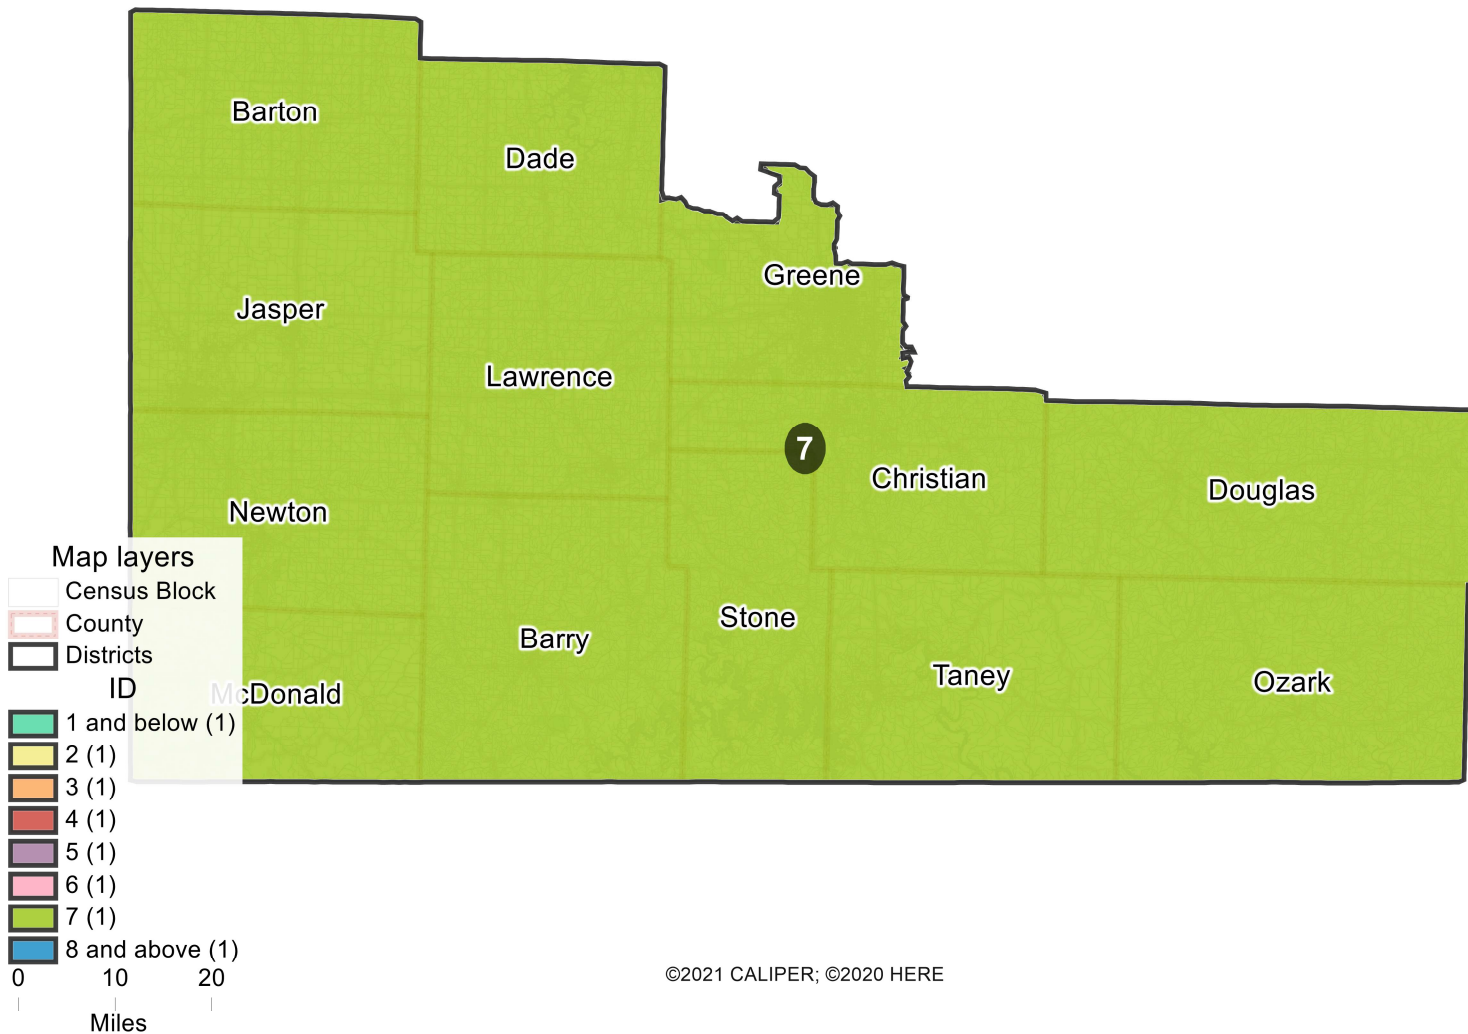 Barton
Dade
Greene
Jasper
Lawrence
7
Christian
Douglas
Newton
Stone
Barry
Taney
Ozark
McDonald
Map layers
Census Block
County
Districts
ID
1 and below (1)
2 (1)
3 (1)
4 (1)
5 (1)
6 (1)
7 (1)
8 and above (1)
0 10 20
Miles
©2021 CALIPER; ©2020 HERE